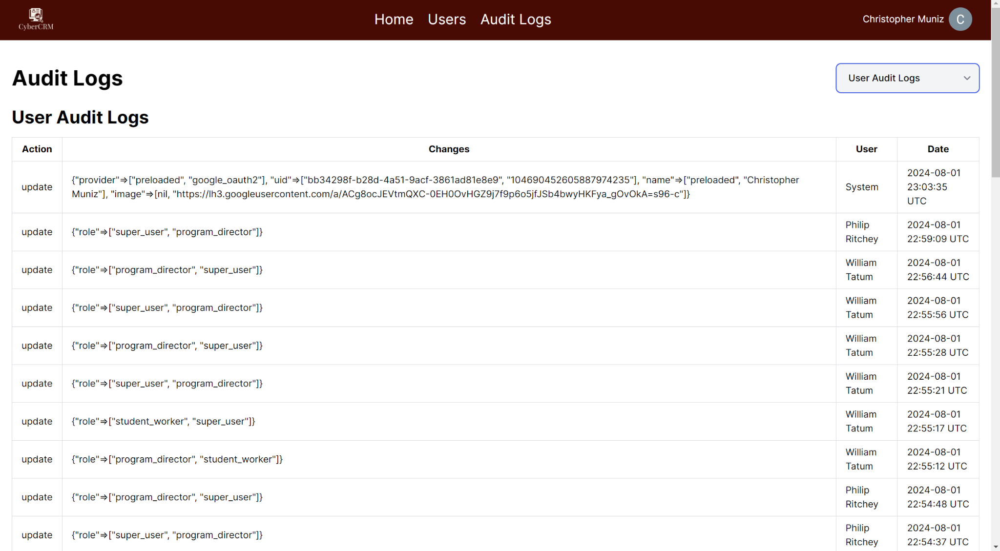 CyberCRM
Home Users Audit Logs
Christopher Muniz C
Audit Logs
User Audit Logs
User Audit Logs
Action Changes User Date
update {"provider"=>["preloaded", "google_oauth2"], "uid"=>["bb34298f-b28d-4a51-9acf-3861ad81e8e9", "104690452605887974235"], "name"=>["preloaded", "Christopher
Muniz"], "image"=>[nil, "https://lh3.googleusercontent.com/a/ACg8ocJEVtmQXC-0EH0OvHGZ9j7f9p6o5jfJSb4bwyHKFya_gOvOkA=s96-c"]}
System
2024-08-01
23:03:35
UTC
update {"role"=>["super_user", "program_director"]}
Philip
Ritchey
2024-08-01
22:59:09 UTC
update {"role"=>["program_director", "super_user"]}
William
Tatum
2024-08-01
22:56:44 UTC
update {"role"=>["super_user", "program_director"]}
William
Tatum
2024-08-01
22:55:56 UTC
update {"role"=>["program_director", "super_user"]}
William
Tatum
2024-08-01
22:55:28 UTC
update {"role"=>["super_user", "program_director"]}
William
Tatum
2024-08-01
22:55:21 UTC
update {"role"=>["student_worker", "super_user"]}
William
Tatum
2024-08-01
22:55:17 UTC
update {"role"=>["program_director", "student_worker"]}
William
Tatum
2024-08-01
22:55:12 UTC
update {"role"=>["program_director", "super_user"]}
Philip
Ritchey
2024-08-01
22:54:48 UTC
update {"role"=>["super_user", "program_director"]}
Philip
Ritchey
2024-08-01
22:54:37 UTC